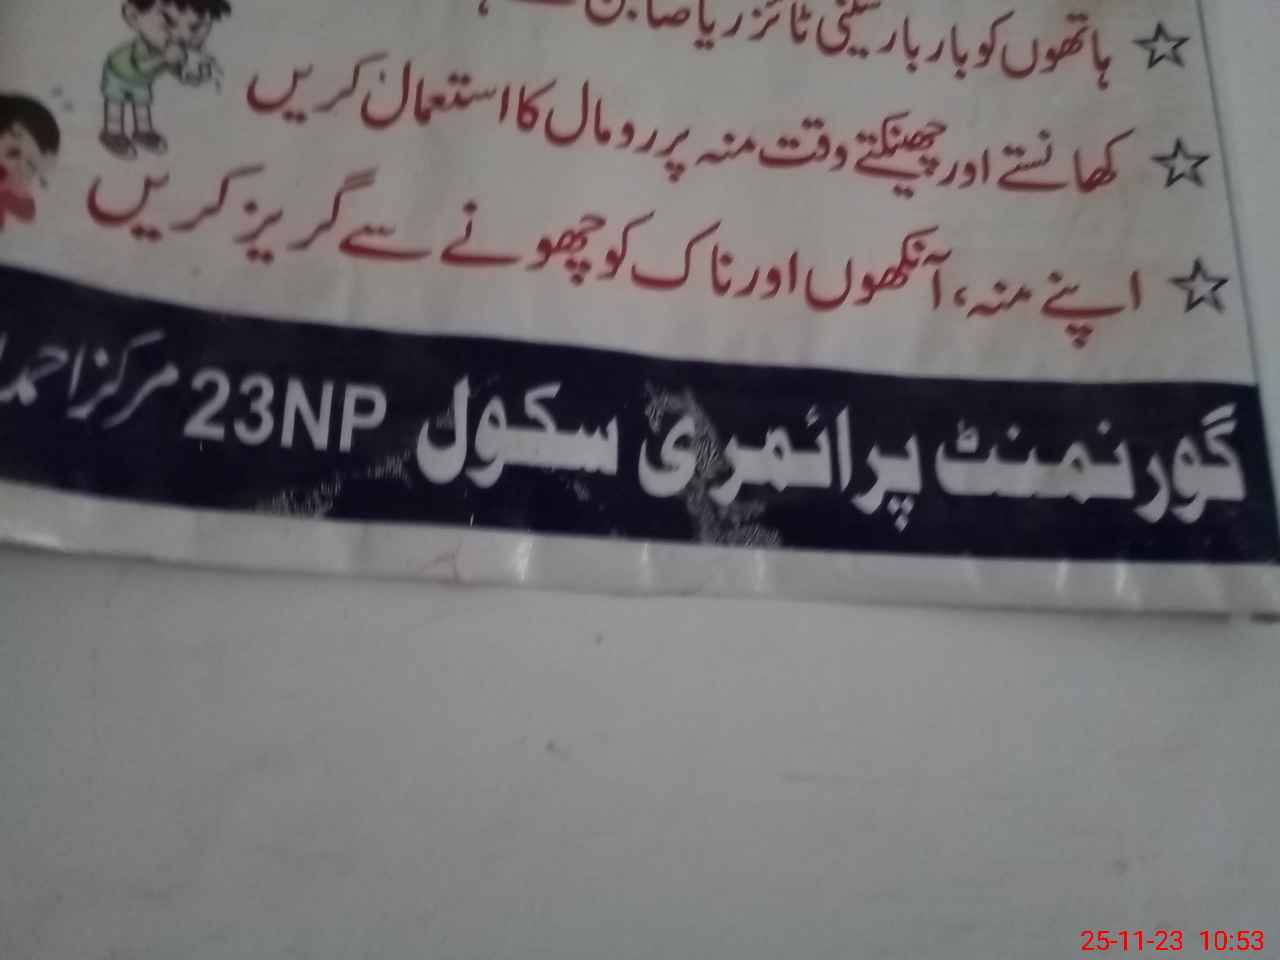 ہاتھوں کو بار بار سینی ٹائزر یا صابن
کھانستے اور چھینکتے وقت منہ پر رومال کا استعمال کریں
اپنے منہ، آنکھوں اور ناک کو چھونے سے گریز کریں
گورنمنٹ پرائمری سکول 23NP مرکز
25-11-23 10:53